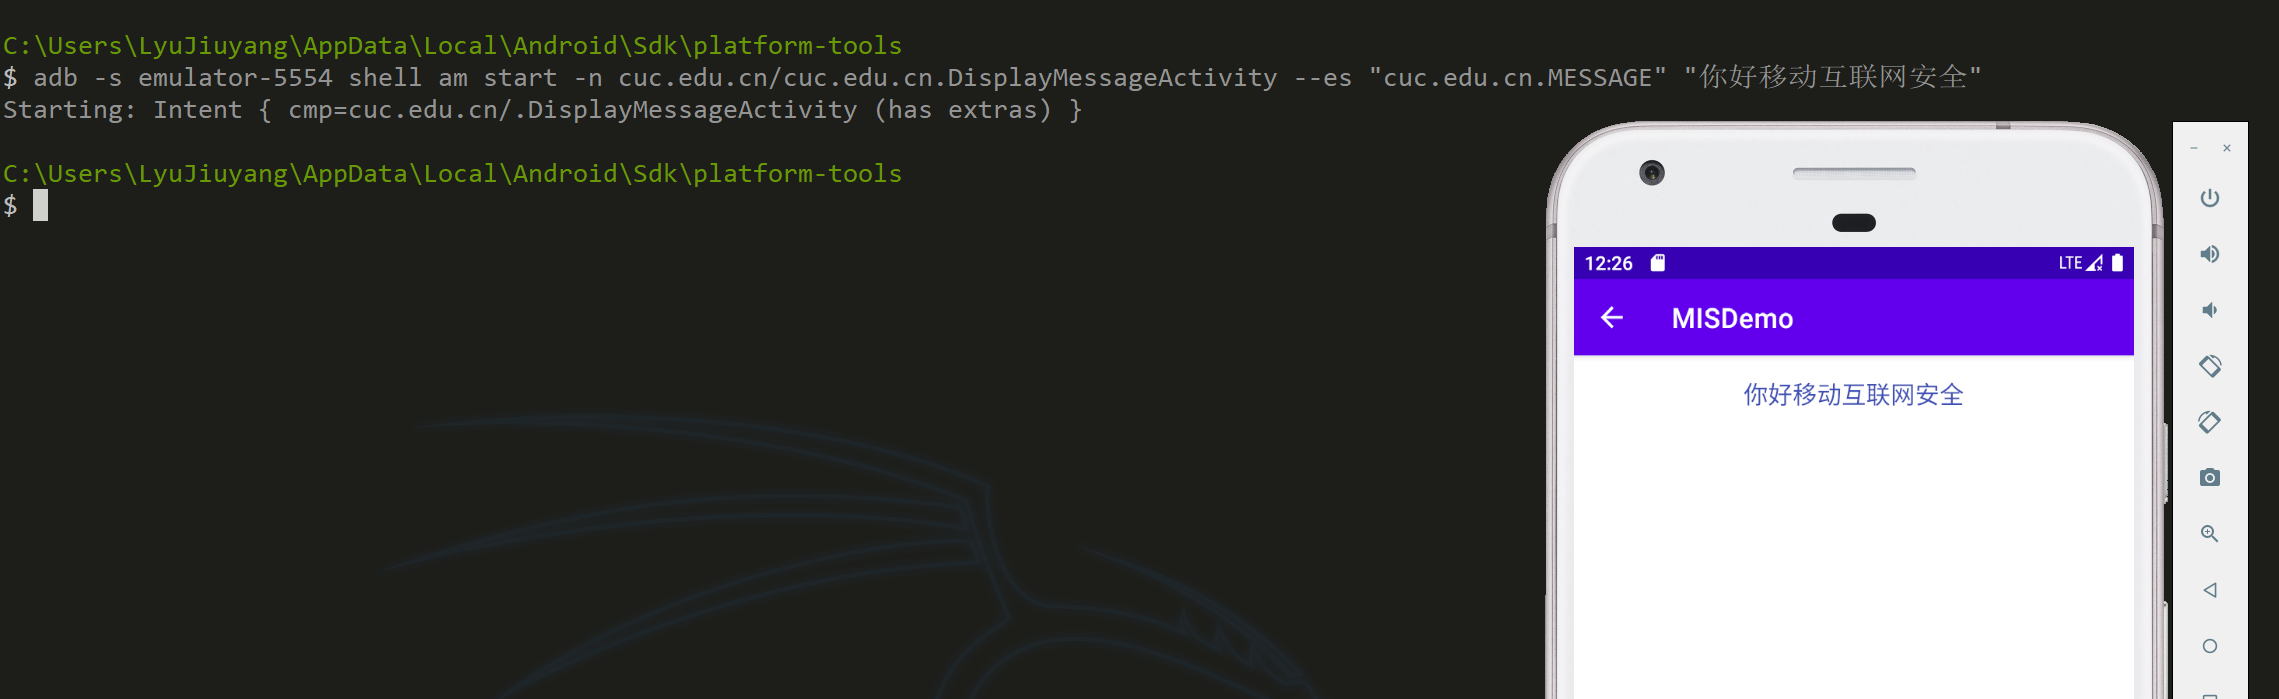 C:\Users\LyuJiuyang\AppData\Local\Android\Sdk\platform-tools
$ adb -s emulator-5554 shell am start -n cuc.edu.cn/cuc.edu.cn.DisplayMessageActivity --es "cuc.edu.cn.MESSAGE" "你好移动互联网安全"
Starting: Intent { cmp=cuc.edu.cn/.DisplayMessageActivity (has extras) }
C:\Users\LyuJiuyang\AppData\Local\Android\Sdk\platform-tools
$
12:26 LTE
MISDemo
你好移动互联网安全